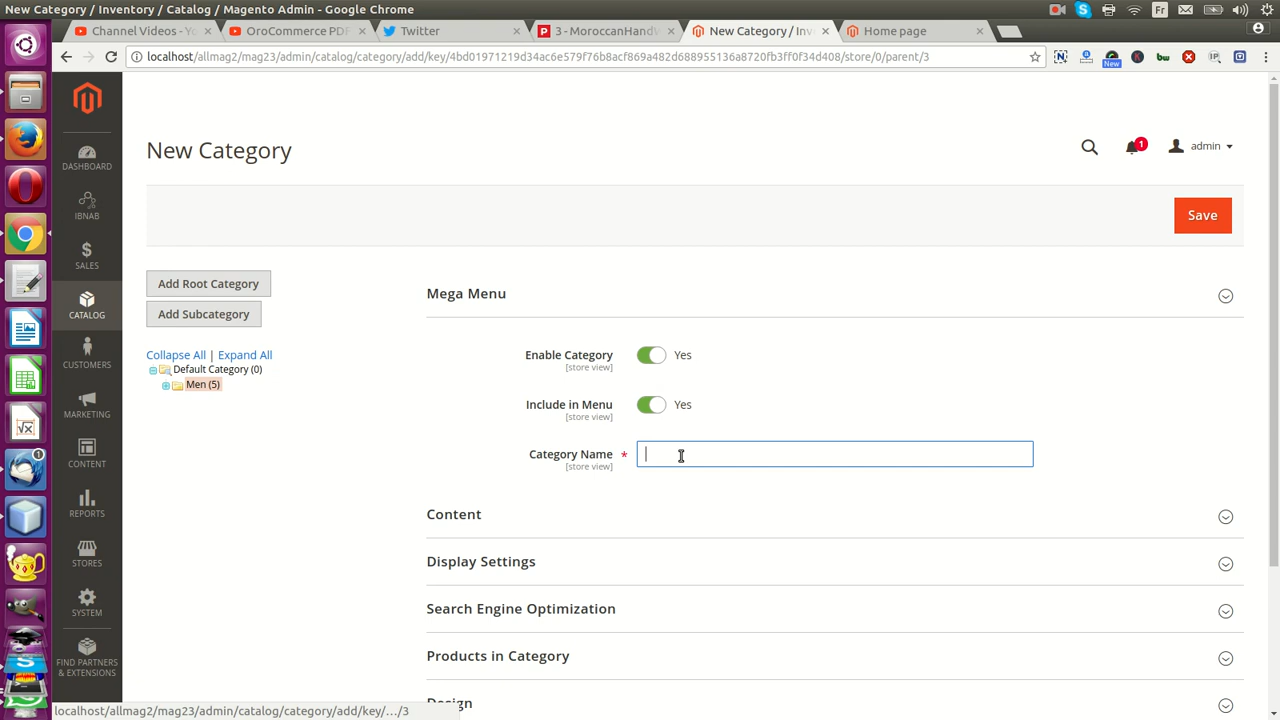 New Category / Inventory / Catalog / Magento Admin - Google Chrome
Fr
Channel Videos - Yo
OroCommerce PDF
Twitter
3 - MoroccanHandw
New Category / Inv
Home page
localhost/allmag2/mag23/admin/catalog/category/add/key/4bd01971219d34ac6e579f76b8acf869a482d688955136a8720fb3ff0f34d408/store/0/parent/3
New
New Category
1
admin
Save
DASHBOARD
IBNAB
SALES
CATALOG
CUSTOMERS
MARKETING
CONTENT
REPORTS
STORES
SYSTEM
FIND PARTNERS
& EXTENSIONS
1
Add Root Category
Add Subcategory
Collapse All | Expand All
Default Category (0)
Men (5)
Mega Menu
Enable Category
[store view]
Yes
Include in Menu
[store view]
Yes
Category Name *
[store view]
Content
Display Settings
Search Engine Optimization
Products in Category
Design
localhost/allmag2/mag23/admin/catalog/category/add/key/.../3